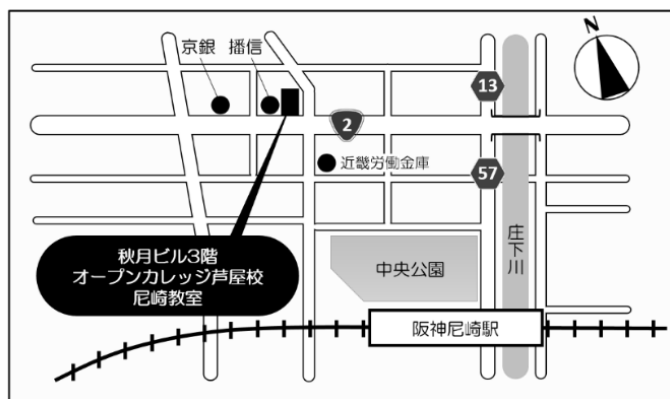 N
京銀 播信
13
2
近畿労働金庫
57
秋月ビル3階
オープンカレッジ芦屋校
尼崎教室
中央公園
庄下川
阪神尼崎駅